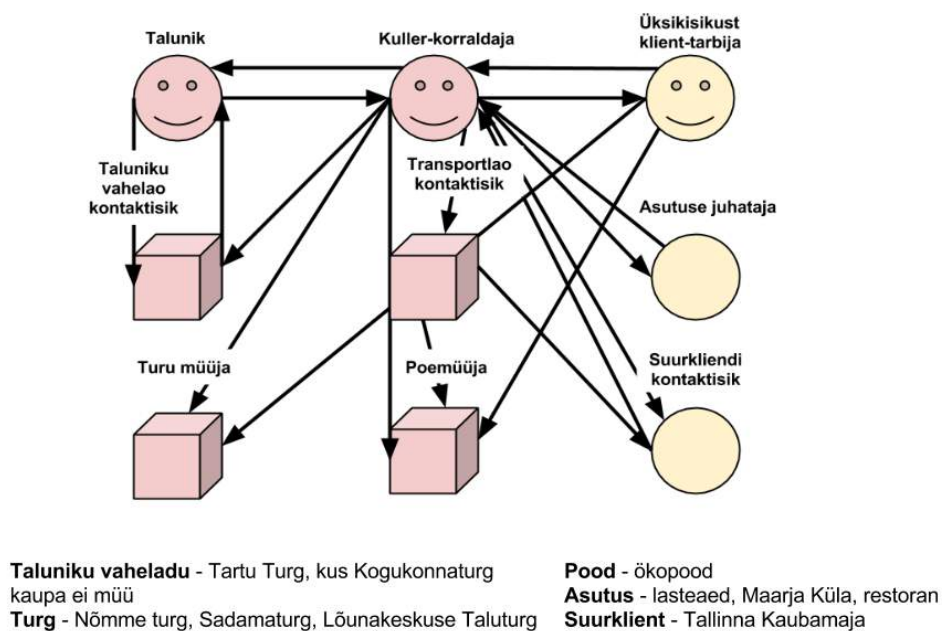 Talunik
Kuller-korraldaja
Üksikisikust
klient-tarbija
Taluniku
vahelao
kontaktisik
Transportlao
kontaktisik
Asutuse juhataja
Turu müüja
Poemüüja
Suurkliendi
kontaktisik
Taluniku vaheladu - Tartu Turg, kus Kogukonnaturg
kaupa ei müü
Turg - Nõmme turg, Sadamaturg, Lõunakeskuse Taluturg
Pood - ökopood
Asutus - lasteaed, Maarja Küla, restoran
Suurklient - Tallinna Kaubamaja